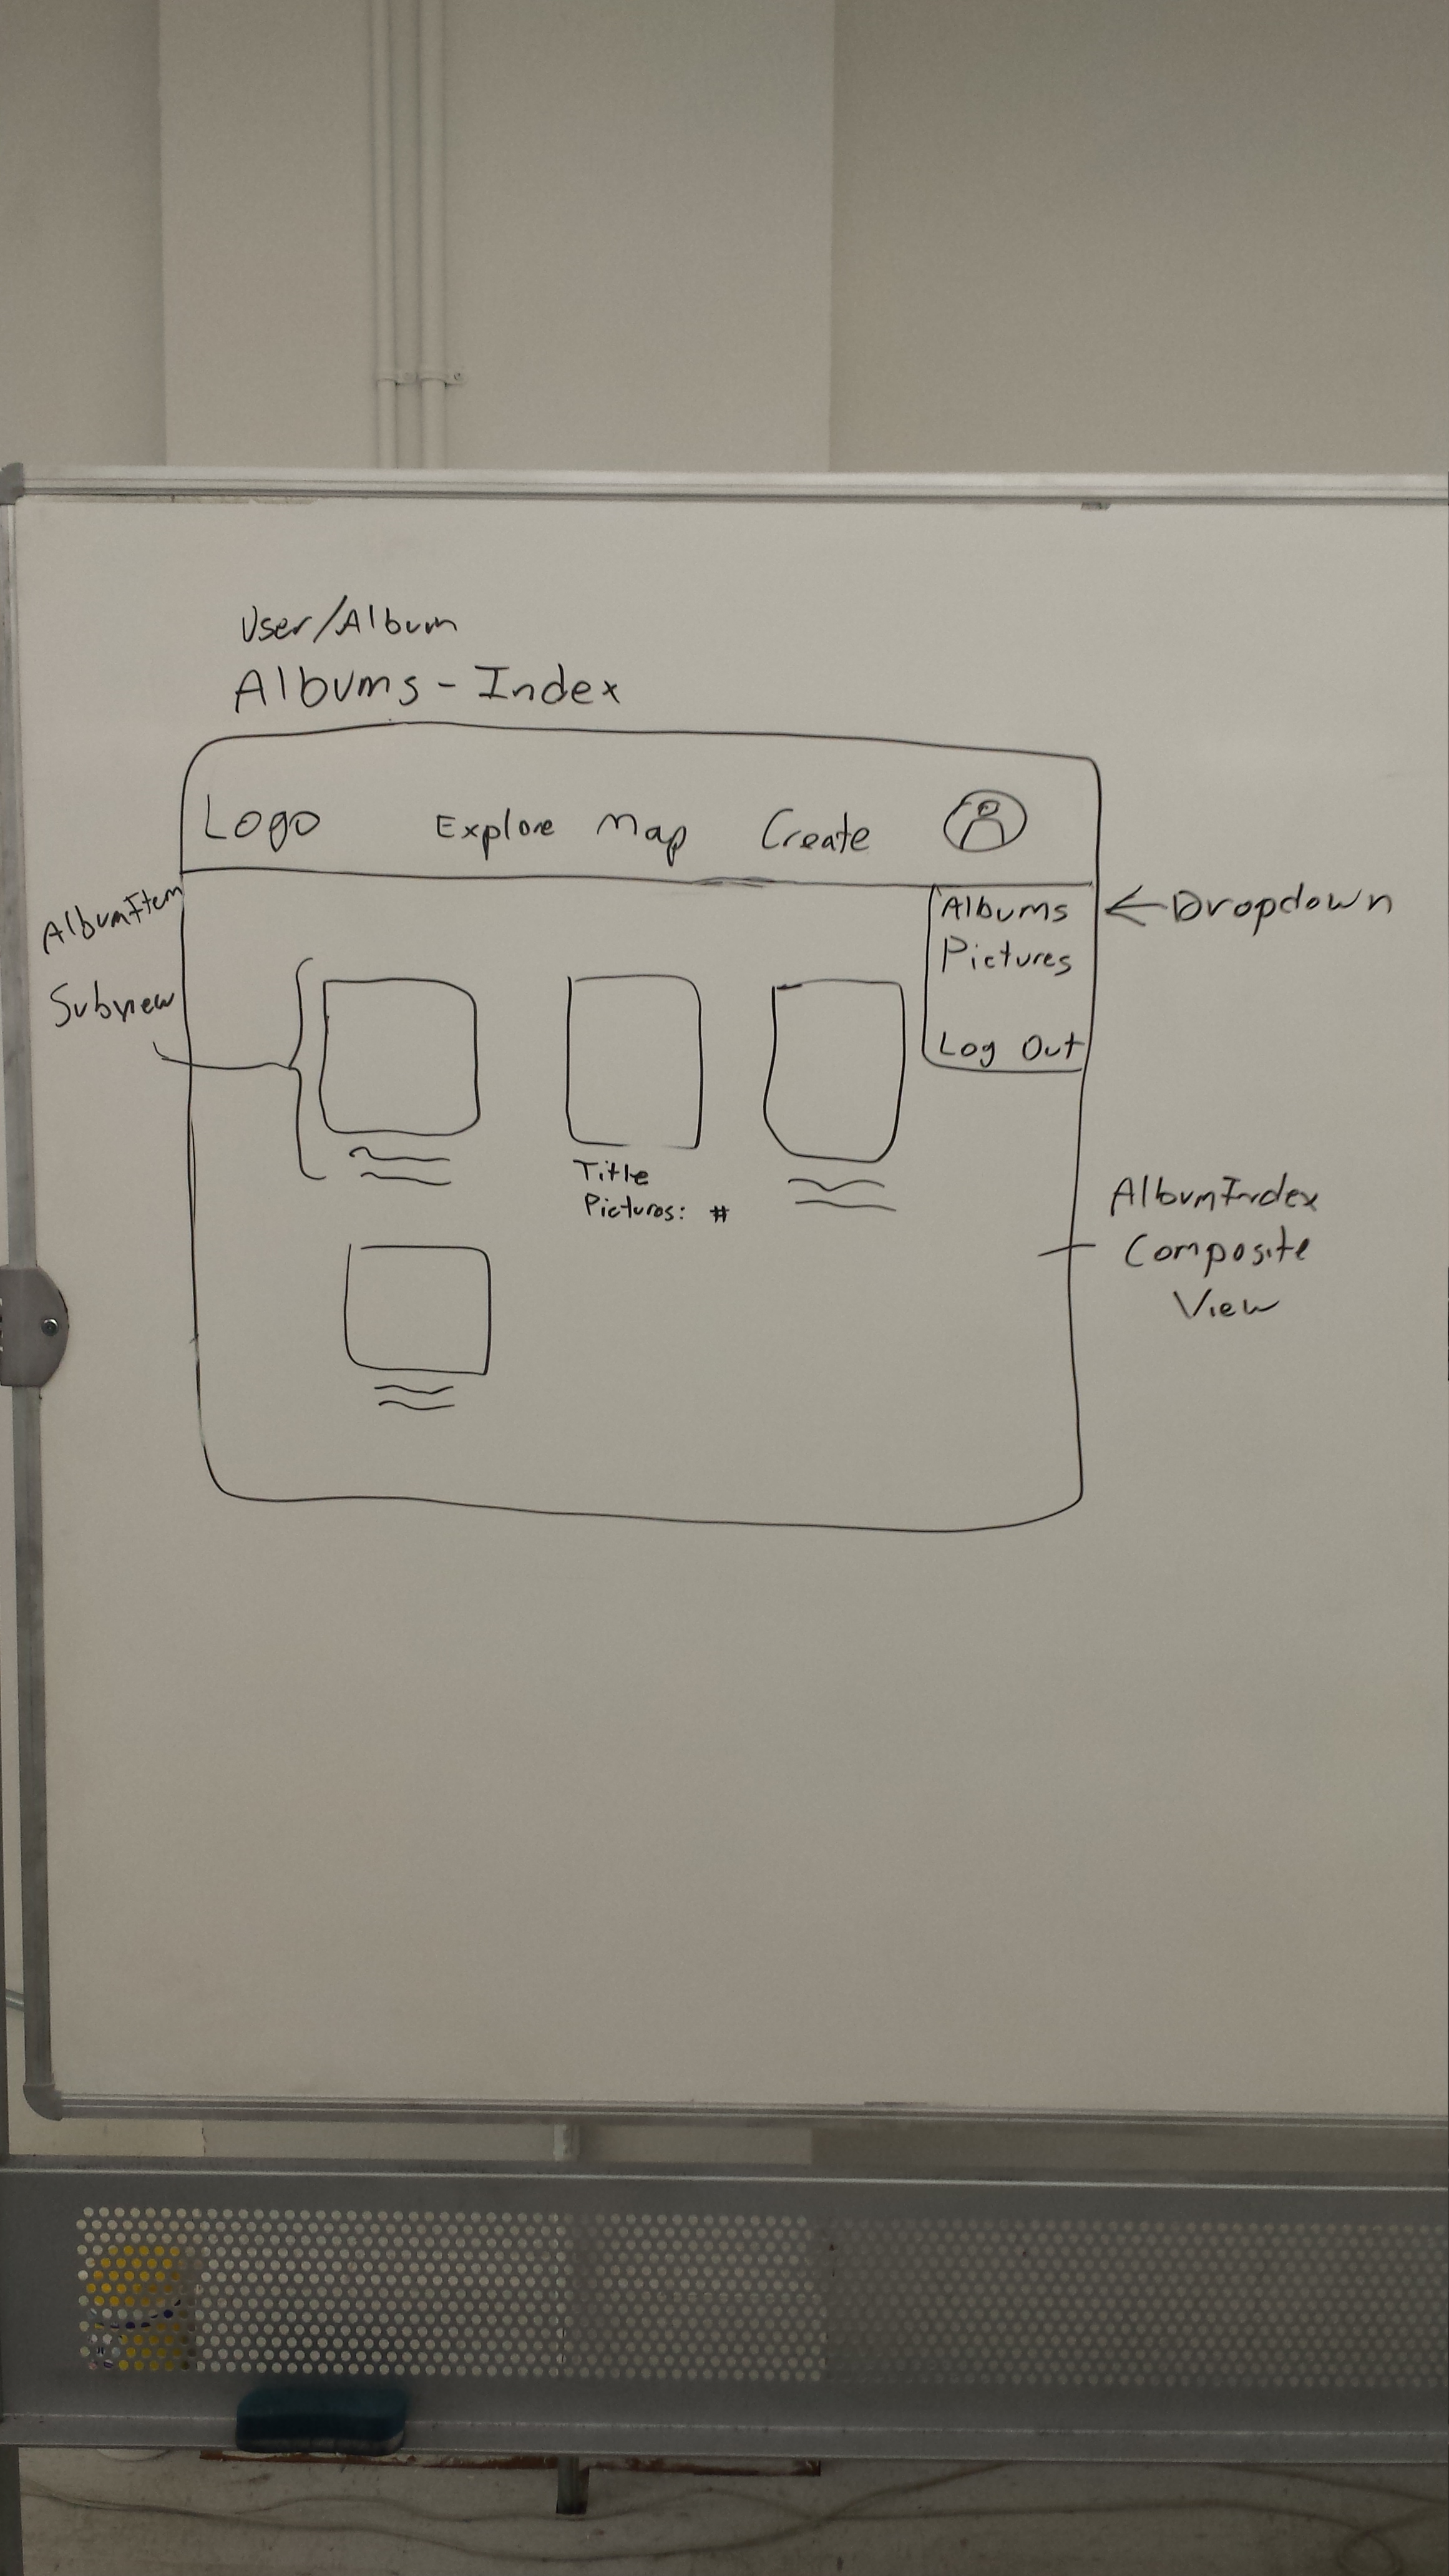 User/Album
Albums - Index
Logo Explore Map Create
AlbumItem
Subview
Albums
Pictures
Log Out
← Dropdown
Title
Pictures: #
AlbumIndex
Composite
View